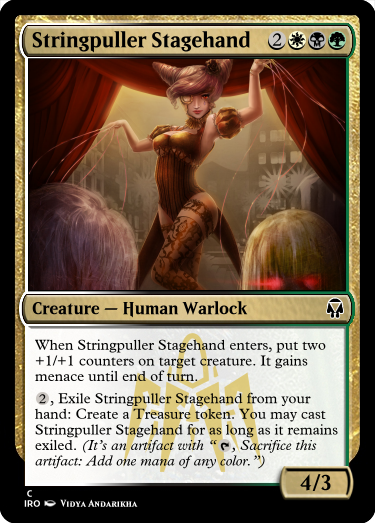 Stringpuller Stagehand 2
Creature — Human Warlock
When Stringpuller Stagehand enters, put two
+1/+1 counters on target creature. It gains
menace until end of turn.
2, Exile Stringpuller Stagehand from your
hand: Create a Treasure token. You may cast
Stringpuller Stagehand for as long as it remains
exiled. (It's an artifact with “, Sacrifice this
artifact: Add one mana of any color.”)
4/3
C
IRO Vidya Andarikha